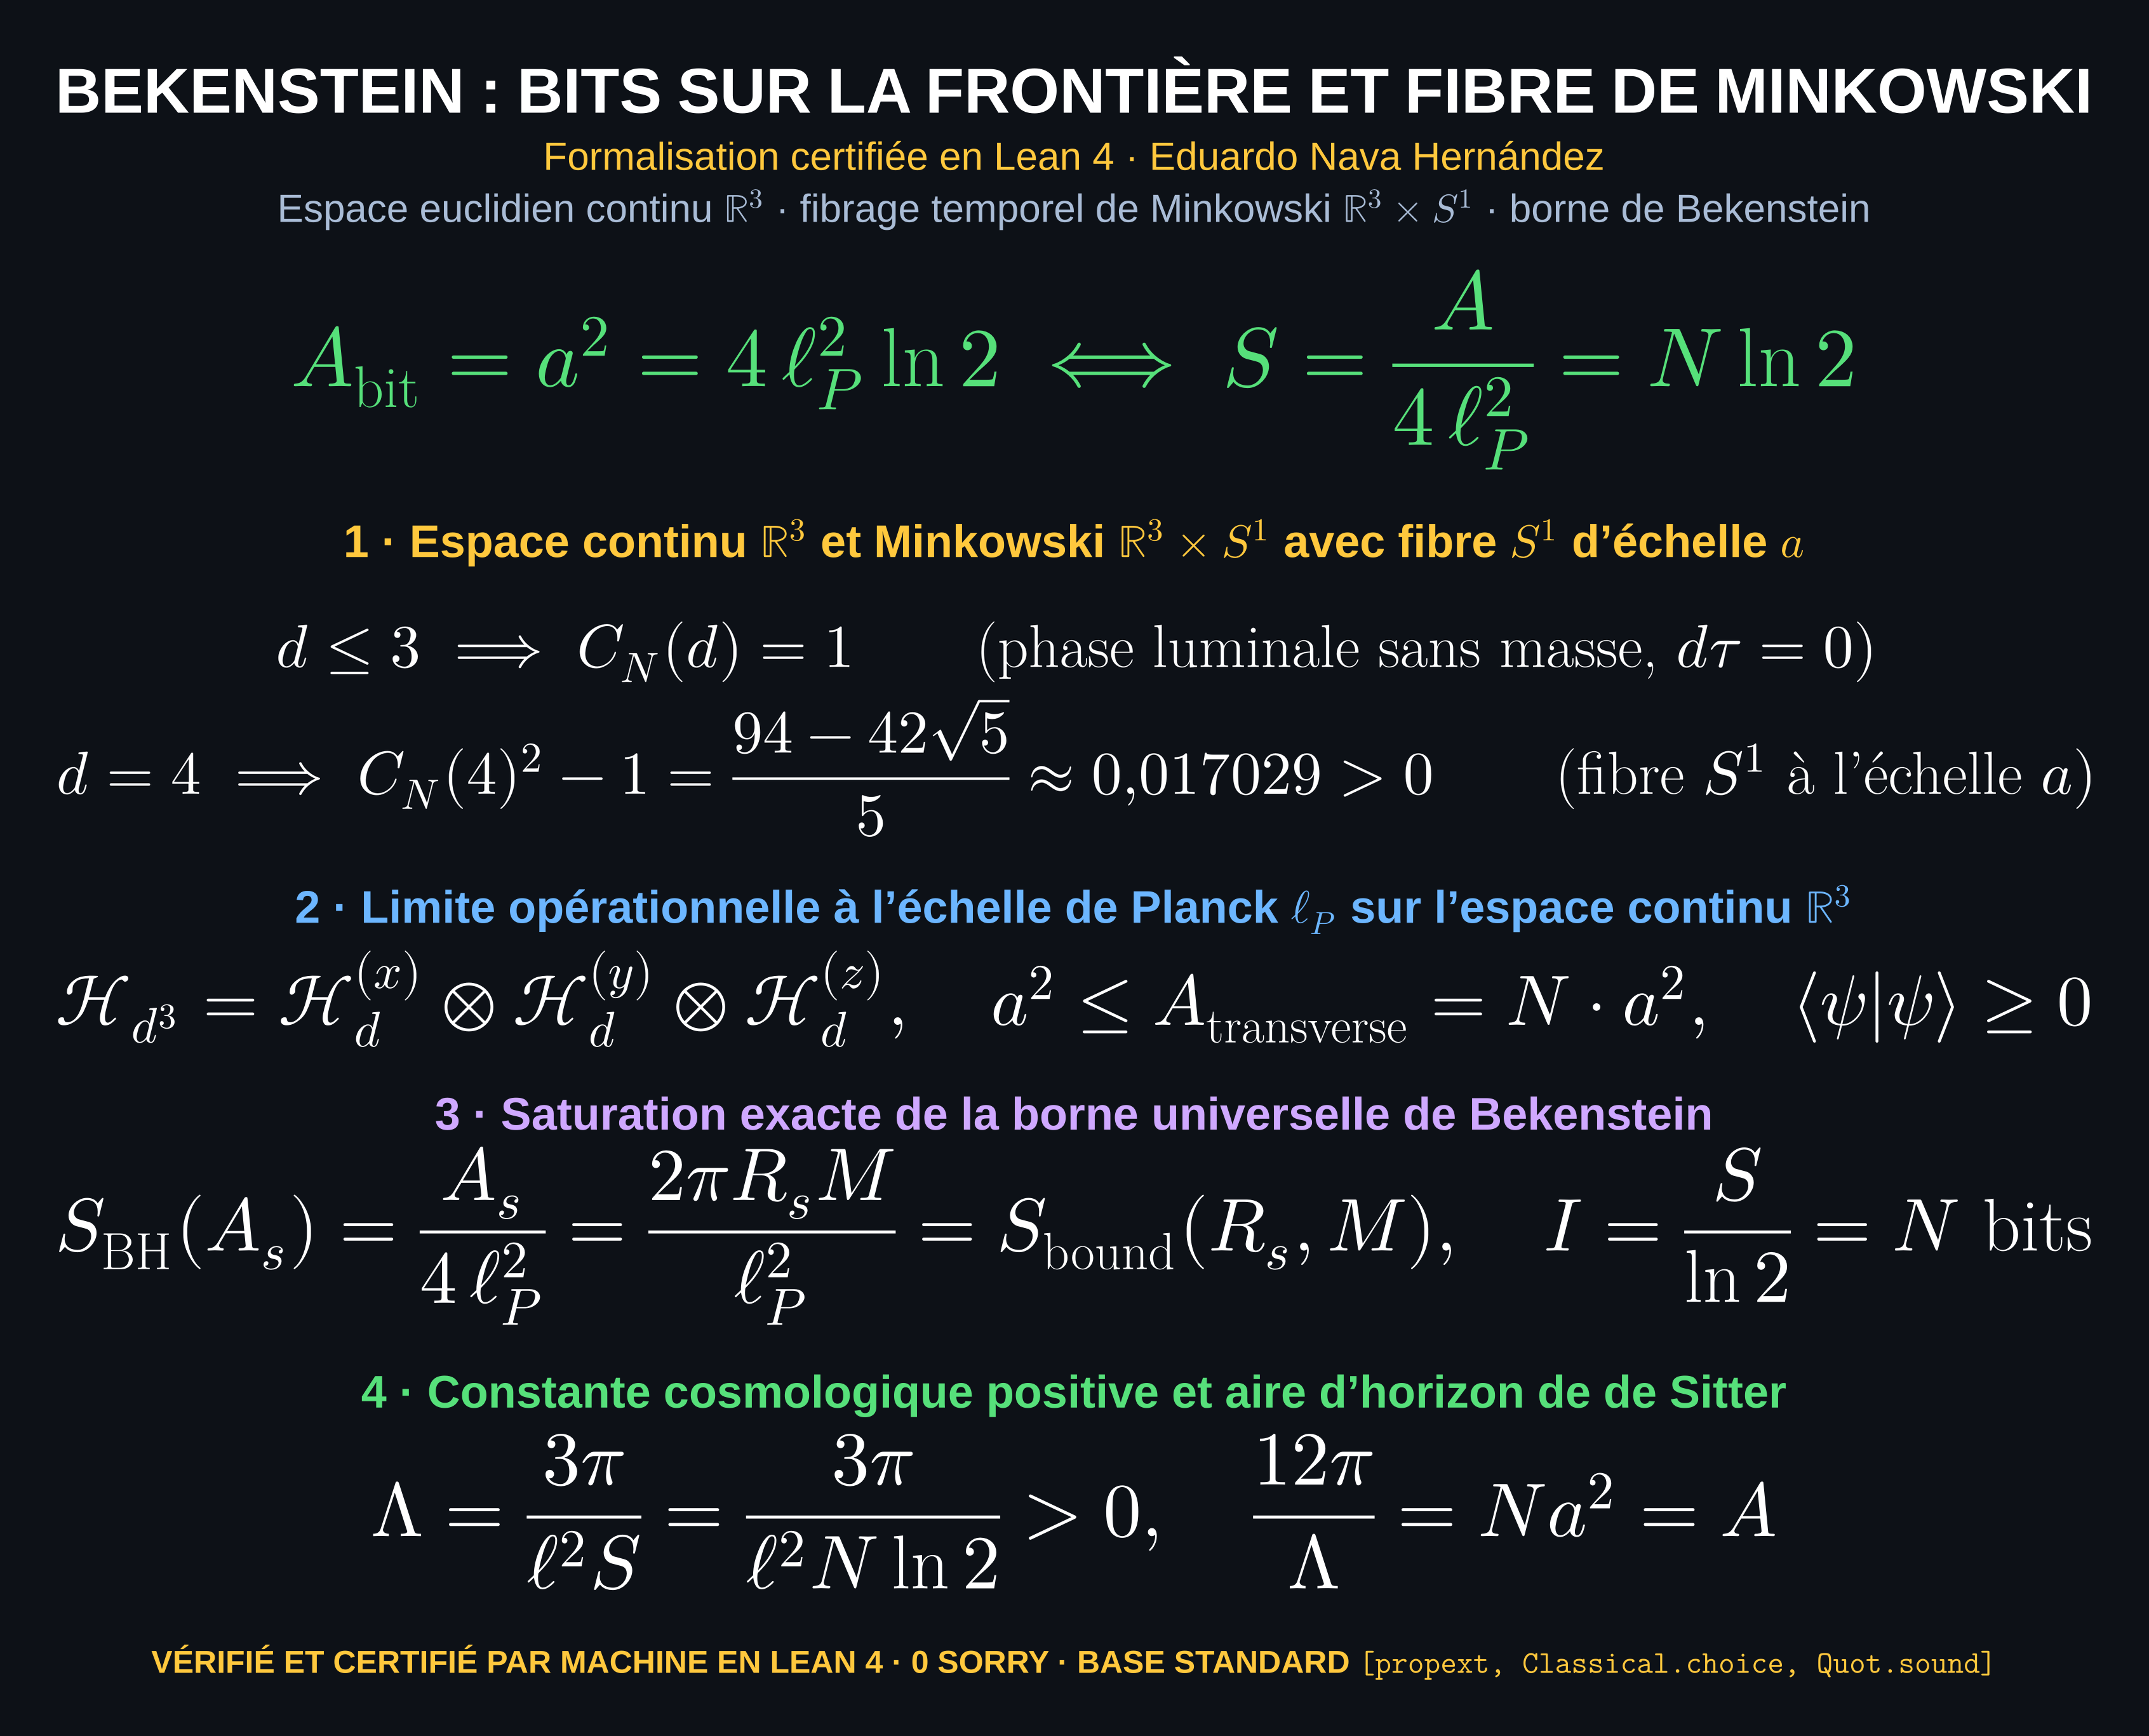 BEKENSTEIN : BITS SUR LA FRONTIÈRE ET FIBRE DE MINKOWSKI
Formalisation certifiée en Lean 4 · Eduardo Nava Hernández
Espace euclidien continu ℝ³ · fibrage temporel de Minkowski ℝ³ × S¹ · borne de Bekenstein
A_bit = a² = 4 ℓ_P² ln 2 ⟺ S = A / (4 ℓ_P²) = N ln 2
1 · Espace continu ℝ³ et Minkowski ℝ³ × S¹ avec fibre S¹ d’échelle a
d ≤ 3 ⟹ C_N(d) = 1 (phase luminale sans masse, dτ = 0)
d = 4 ⟹ C_N(4)² − 1 = (94 − 42√5) / 5 ≈ 0,017029 > 0 (fibre S¹ à l’échelle a)
2 · Limite opérationnelle à l’échelle de Planck ℓ_P sur l’espace continu ℝ³
ℋ_{d³} = ℋ_d^{(x)} ⊗ ℋ_d^{(y)} ⊗ ℋ_d^{(z)}, a² ≤ A_transverse = N · a², ⟨ψ|ψ⟩ ≥ 0
3 · Saturation exacte de la borne universelle de Bekenstein
S_BH(A_s) = A_s / (4 ℓ_P²) = 2πR_sM / ℓ_P² = S_bound(R_s, M), I = S / ln 2 = N bits
4 · Constante cosmologique positive et aire d’horizon de de Sitter
Λ = 3π / (ℓ²S) = 3π / (ℓ²N ln 2) > 0, 12π / Λ = Na² = A
VÉRIFIÉ ET CERTIFIÉ PAR MACHINE EN LEAN 4 · 0 SORRY · BASE STANDARD [propext, Classical.choice, Quot.sound]